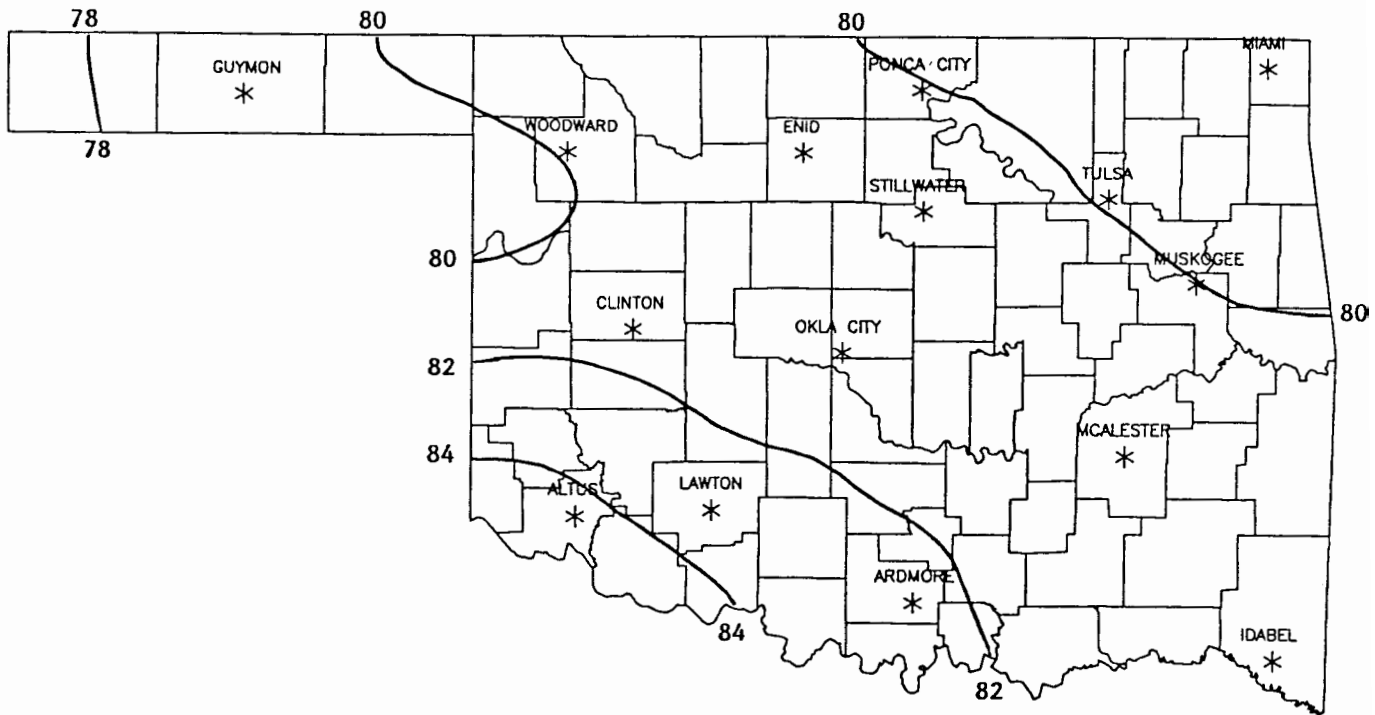 78
80
80
GUYMON
PONCA CITY
MIAMI
78
WOODWARD
ENID
TULSA
STILLWATER
80
MUSKOGEE
CLINTON
OKLA CITY
80
82
MCALESTER
84
ALTUS
LAWTON
ARDMORE
84
IDABEL
82